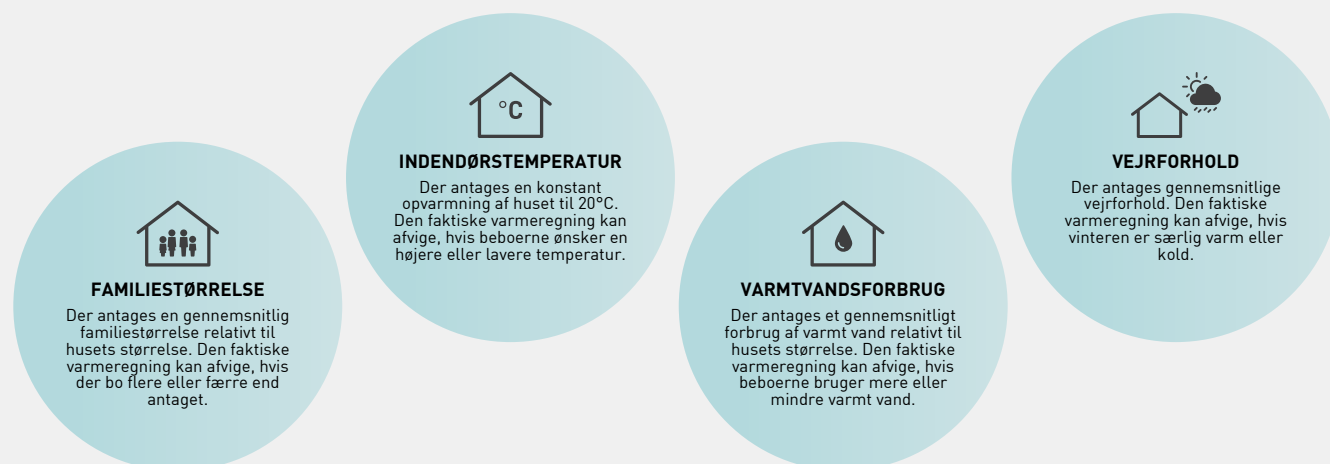 FAMILIESTØRRELSE
Der antages en gennemsnitlig
familiestørrelse relativt til
husets størrelse. Den faktiske
varmeregning kan afvige, hvis
der bo flere eller færre end
antaget.
°C
INDENDØRSTEMPERATUR
Der antages en konstant
opvarmning af huset til 20°C.
Den faktiske varmeregning kan
afvige, hvis beboerne ønsker en
højere eller lavere temperatur.
VARMTVANDSFORBRUG
Der antages et gennemsnitligt
forbrug af varmt vand relativt til
husets størrelse. Den faktiske
varmeregning kan afvige, hvis
beboerne bruger mere eller
mindre varmt vand.
VEJRFORHOLD
Der antages gennemsnitlige
vejrforhold. Den faktiske
varmeregning kan afvige, hvis
vinteren er særlig varm eller
kold.